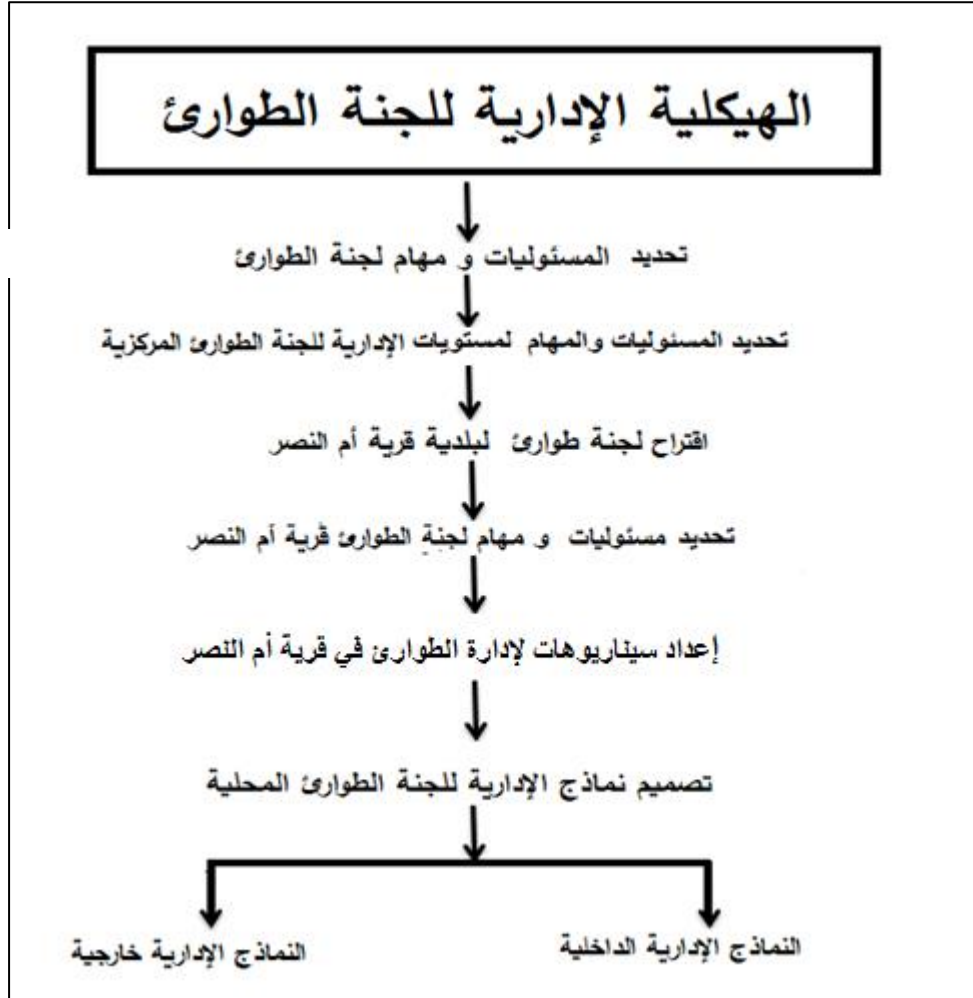 الهيكلية الإدارية للجنة الطوارئ
تحديد المسئوليات و مهام لجنة الطوارئ
تحديد المسئوليات والمهام لمستويات الإدارية للجنة الطوارئ المركزية
اقتراح لجنة طوارئ لبلدية قرية أم النصر
تحديد مسئوليات و مهام لجنة الطوارئ قرية أم النصر
إعداد سيناريوهات لإدارة الطوارئ في قرية أم النصر
تصميم نماذج الإدارية للجنة الطوارئ المحلية
النماذج الإدارية الداخلية
النماذج الإدارية خارجية